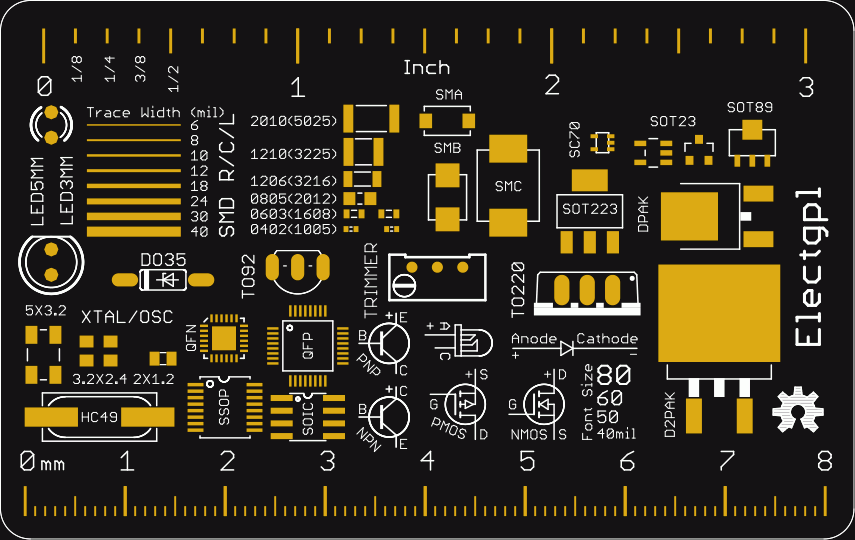 0 1/8 1/4 3/8 1/2 1 2 3
Inch
Trace Width (mil)
6
8
10
12
18
24
30
40
LED5MM
LED3MM
SMD R/C/L
2010(5025)
1210(3225)
1206(3216)
0805(2012)
0603(1608)
0402(1005)
SMA
SMB
SMC
SC70
SOT23
SOT89
SOT223
DPAK
Electgpl
DO35
TO92
TRIMMER
TO220
5X3.2
XTAL/OSC
3.2X2.4 2X1.2
QFN
QFP
+ E
B
C
PNP
+ A
- C
Anode Cathode
+ -
HC49
SSOP
SOIC
+ C
B
E
NPN
+ S
G
D
PMOS
+ D
G
S
NMOS
Font Size
80
60
50
40mil
D2PAK
0mm 1 2 3 4 5 6 7 8